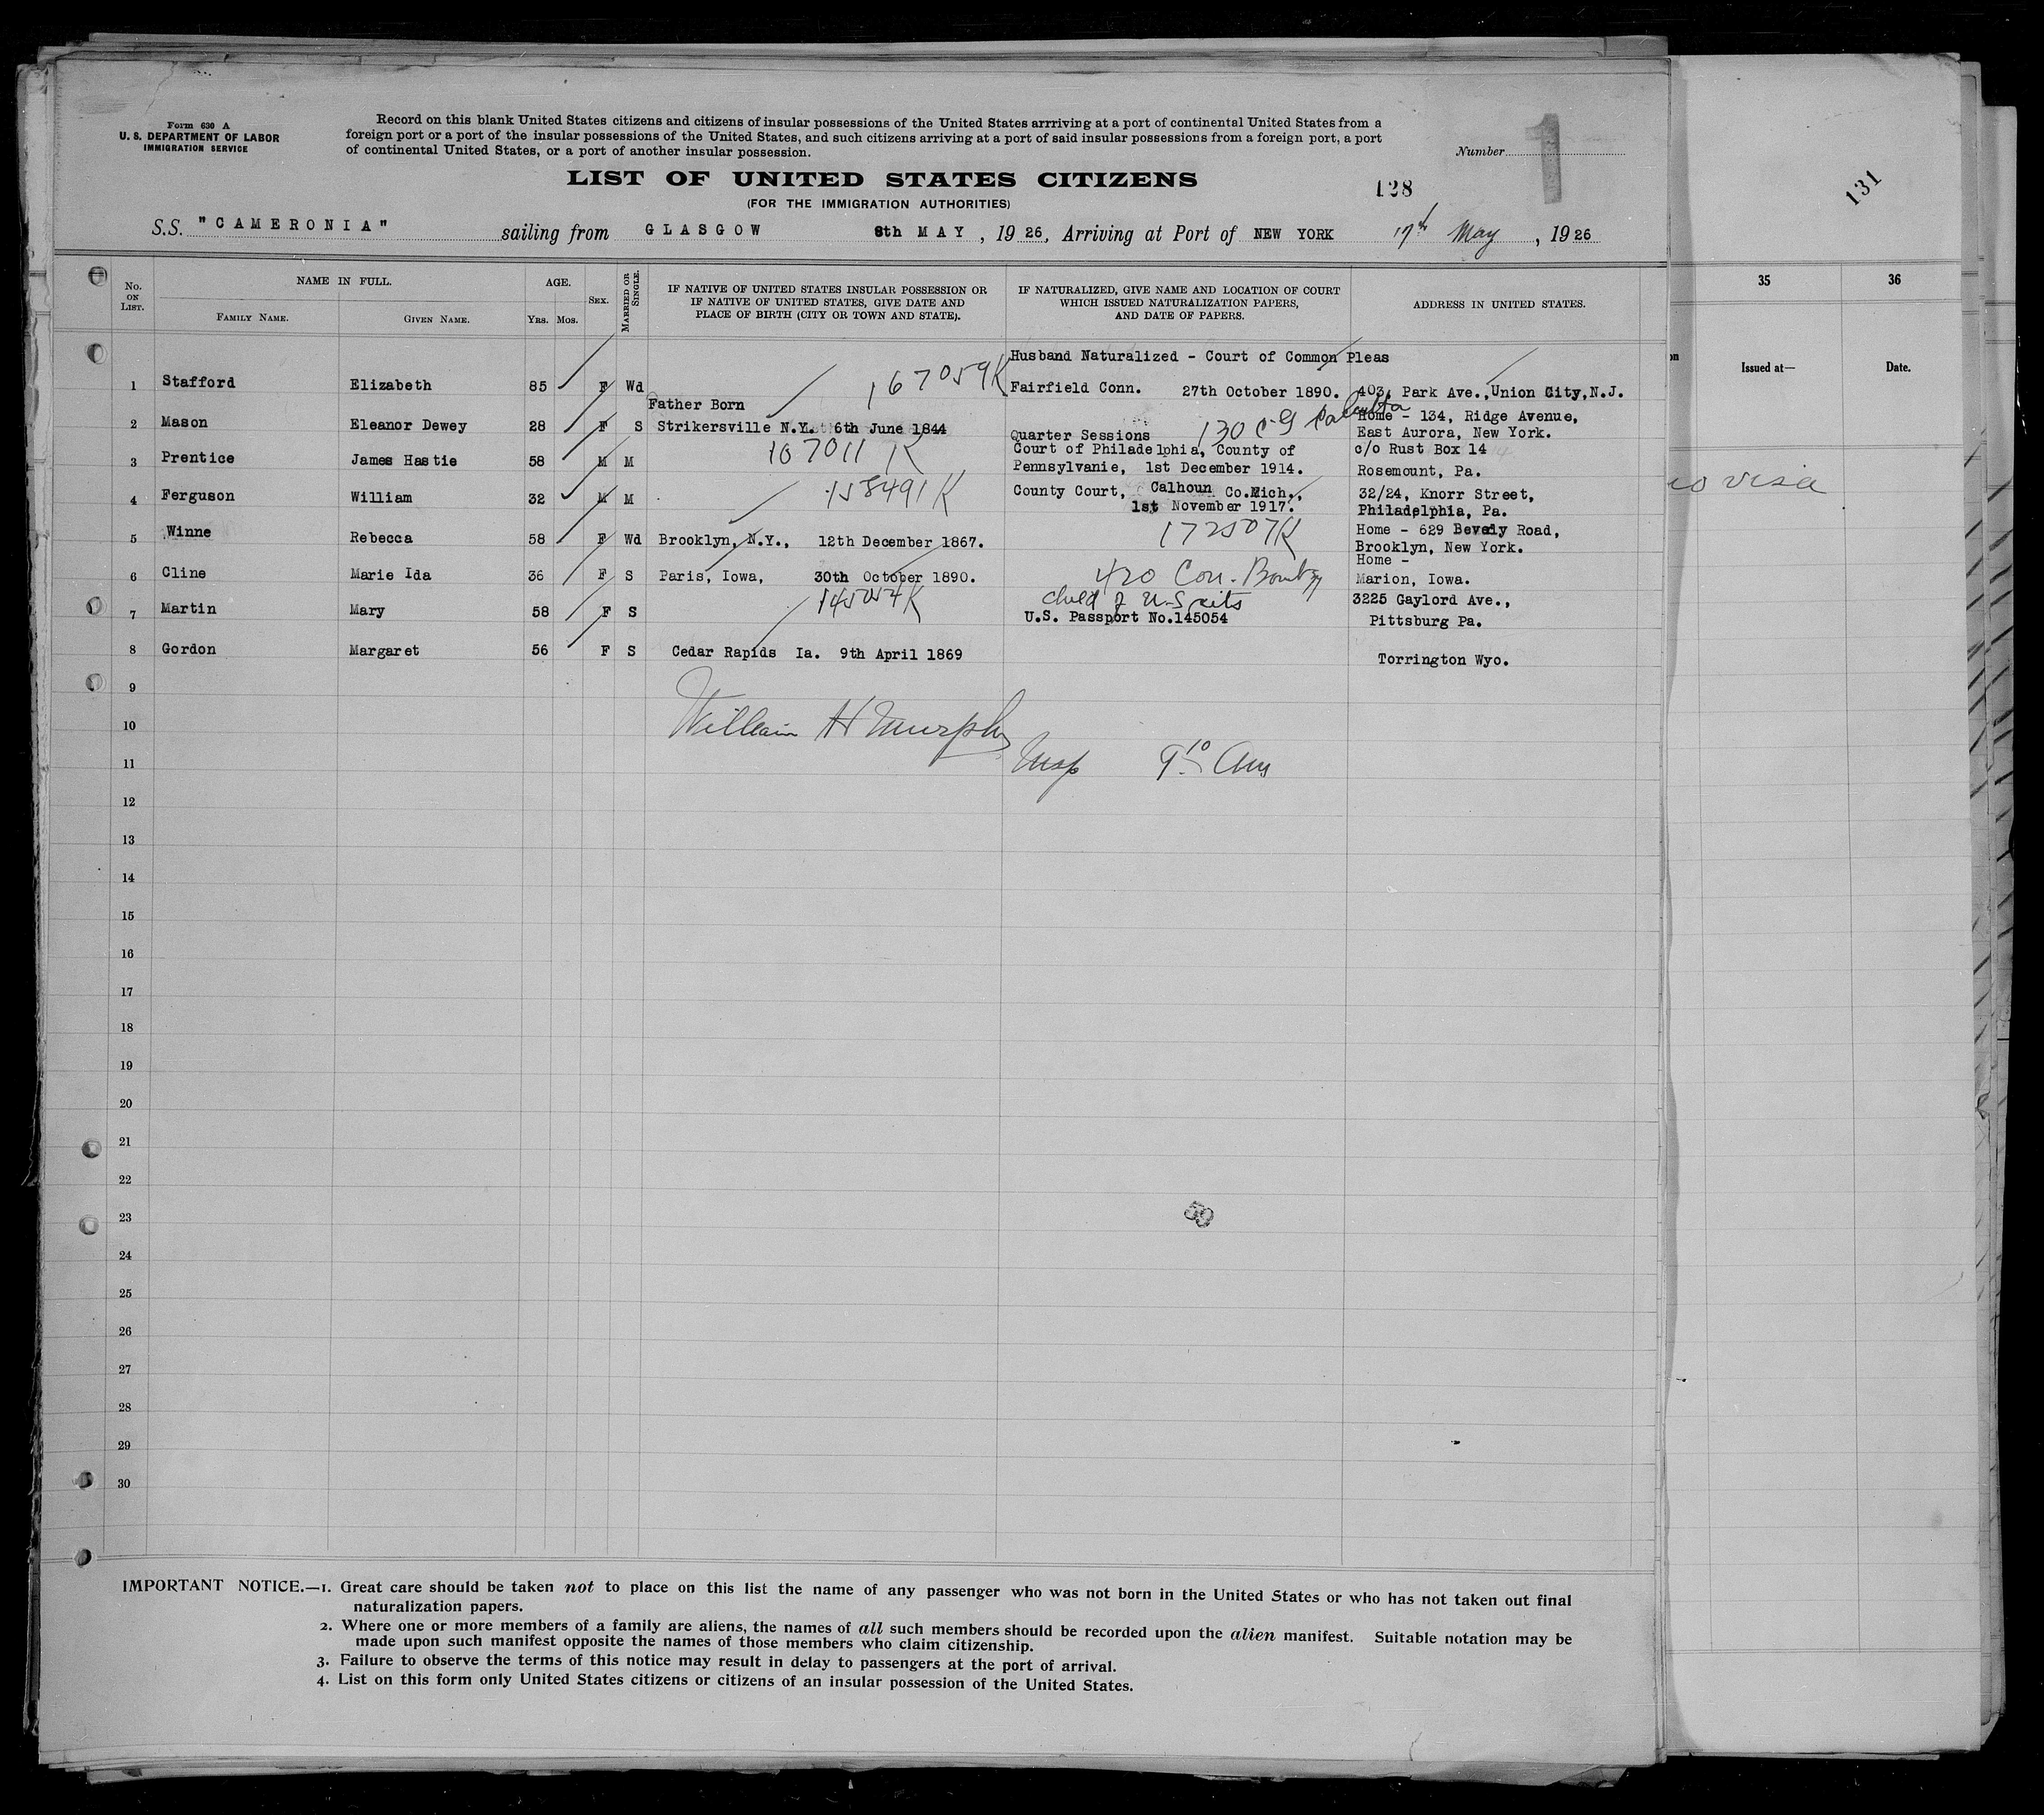 Form 630 A
U. S. DEPARTMENT OF LABOR
IMMIGRATION SERVICE
Record on this blank United States citizens and citizens of insular possessions of the United States arrriving at a port of continental United States from a
foreign port or a port of the insular possessions of the United States, and such citizens arriving at a port of said insular possessions from a foreign port, a port
of continental United States, or a port of another insular possession.
Number
1
LIST OF UNITED STATES CITIZENS
128
(FOR THE IMMIGRATION AUTHORITIES)
S.S. "CAMERONIA" sailing from GLASGOW 8th MAY, 1926, Arriving at Port of NEW YORK 17th May, 1926
No. ON LIST.
NAME IN FULL.
FAMILY NAME. GIVEN NAME.
AGE.
Yrs. Mos.
SEX.
MARRIED OR SINGLE.
IF NATIVE OF UNITED STATES INSULAR POSSESSION OR
IF NATIVE OF UNITED STATES, GIVE DATE AND
PLACE OF BIRTH (CITY OR TOWN AND STATE).
IF NATURALIZED, GIVE NAME AND LOCATION OF COURT
WHICH ISSUED NATURALIZATION PAPERS,
AND DATE OF PAPERS.
ADDRESS IN UNITED STATES.
Husband Naturalized - Court of Common Pleas
1 Stafford Elizabeth 85 F Wd 167059K Fairfield Conn. 27th October 1890. 403, Park Ave., Union City, N.J.
Father Born
2 Mason Eleanor Dewey 28 F S Strikersville N.Y. 6th June 1844 130 C G Calcutta Home - 134, Ridge Avenue,
East Aurora, New York.
Quarter Sessions
3 Prentice James Hastie 58 M M 167011 K Court of Philadelphia, County of c/o Rust Box 14
Pennsylvanie, 1st December 1914. Rosemount, Pa.
4 Ferguson William 32 M M 158491K County Court, Calhoun Co. Mich., 32/24, Knorr Street,
1st November 1917. Philadelphia, Pa.
5 Winne Rebecca 58 F Wd Brooklyn, N.Y., 12th December 1867. 172507K Home - 629 Bevely Road,
Brooklyn, New York.
6 Cline Marie Ida 36 F S Paris, Iowa, 30th October 1890. 420 Con. Bombay Home -
Marion, Iowa.
7 Martin Mary 58 F S 145054K child of U.S cits 3225 Gaylord Ave.,
U.S. Passport No.145054 Pittsburg Pa.
8 Gordon Margaret 56 F S Cedar Rapids Ia. 9th April 1869 Torrington Wyo.
9
10 William H Murphy
11 Insp 9 10 Am
12
13
14
15
16
17
18
19
20
21
22
23
24
25
26
27
28
29
30
IMPORTANT NOTICE.—1. Great care should be taken not to place on this list the name of any passenger who was not born in the United States or who has not taken out final
naturalization papers.
2. Where one or more members of a family are aliens, the names of all such members should be recorded upon the alien manifest. Suitable notation may be
made upon such manifest opposite the names of those members who claim citizenship.
3. Failure to observe the terms of this notice may result in delay to passengers at the port of arrival.
4. List on this form only United States citizens or citizens of an insular possession of the United States.
131
35 36
Issued at— Date.
visa